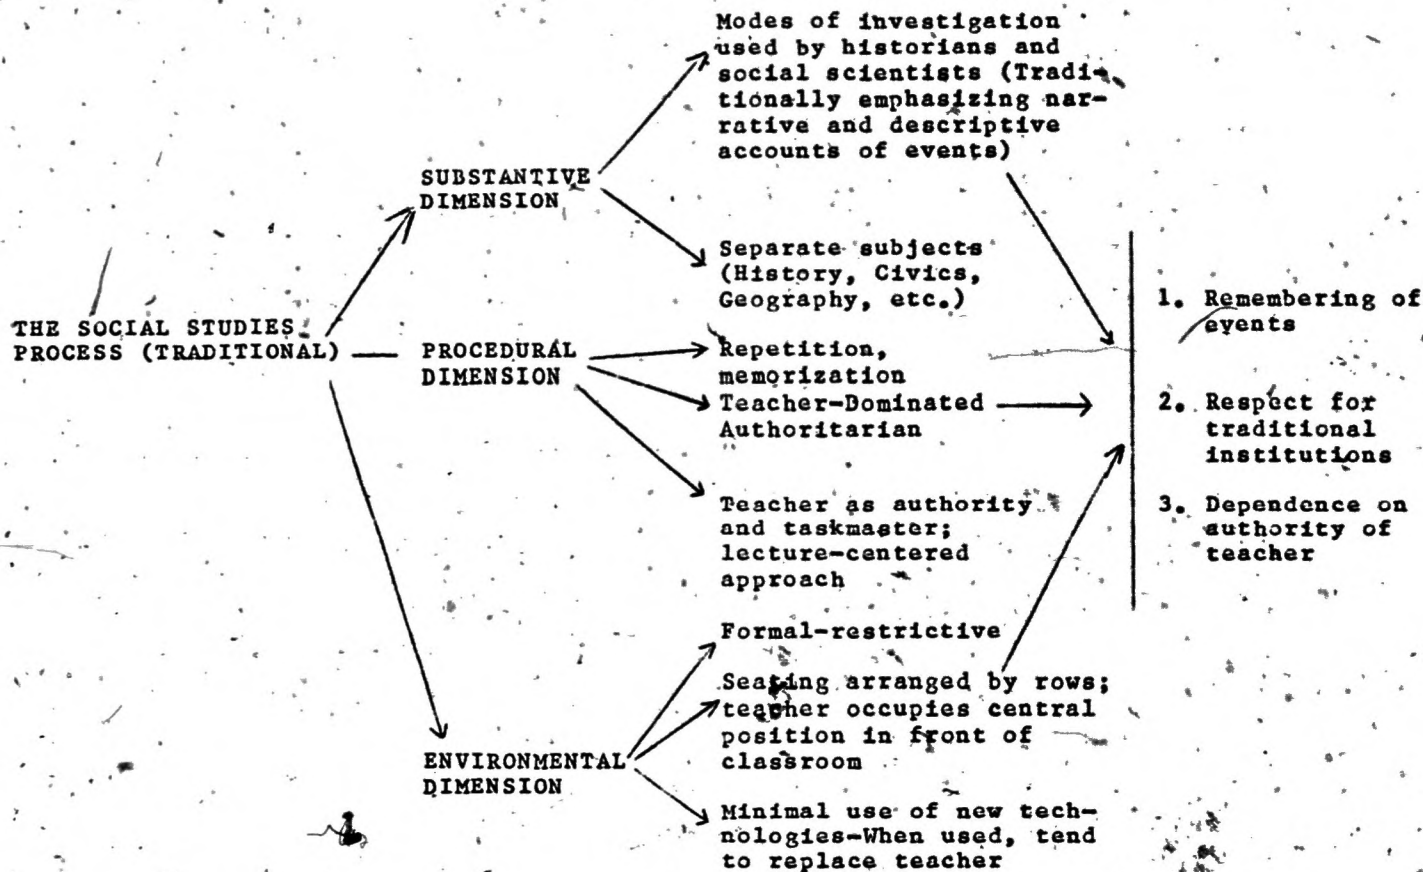 Modes of investigation
used by historians and
social scientists (Tradi-
tionally emphasizing nar-
rative and descriptive
accounts of events)
SUBSTANTIVE
DIMENSION
Separate subjects
(History, Civics,
Geography, etc.)
THE SOCIAL STUDIES
PROCESS (TRADITIONAL)
PROCEDURAL
DIMENSION
Repetition,
memorization
Teacher-Dominated
Authoritarian
Teacher as authority
and taskmaster;
lecture-centered
approach
ENVIRONMENTAL
DIMENSION
Formal-restrictive
Seating arranged by rows;
teacher occupies central
position in front of
classroom
Minimal use of new tech-
nologies-When used, tend
to replace teacher
1. Remembering of
events
2. Respect for
traditional
institutions
3. Dependence on
authority of
teacher